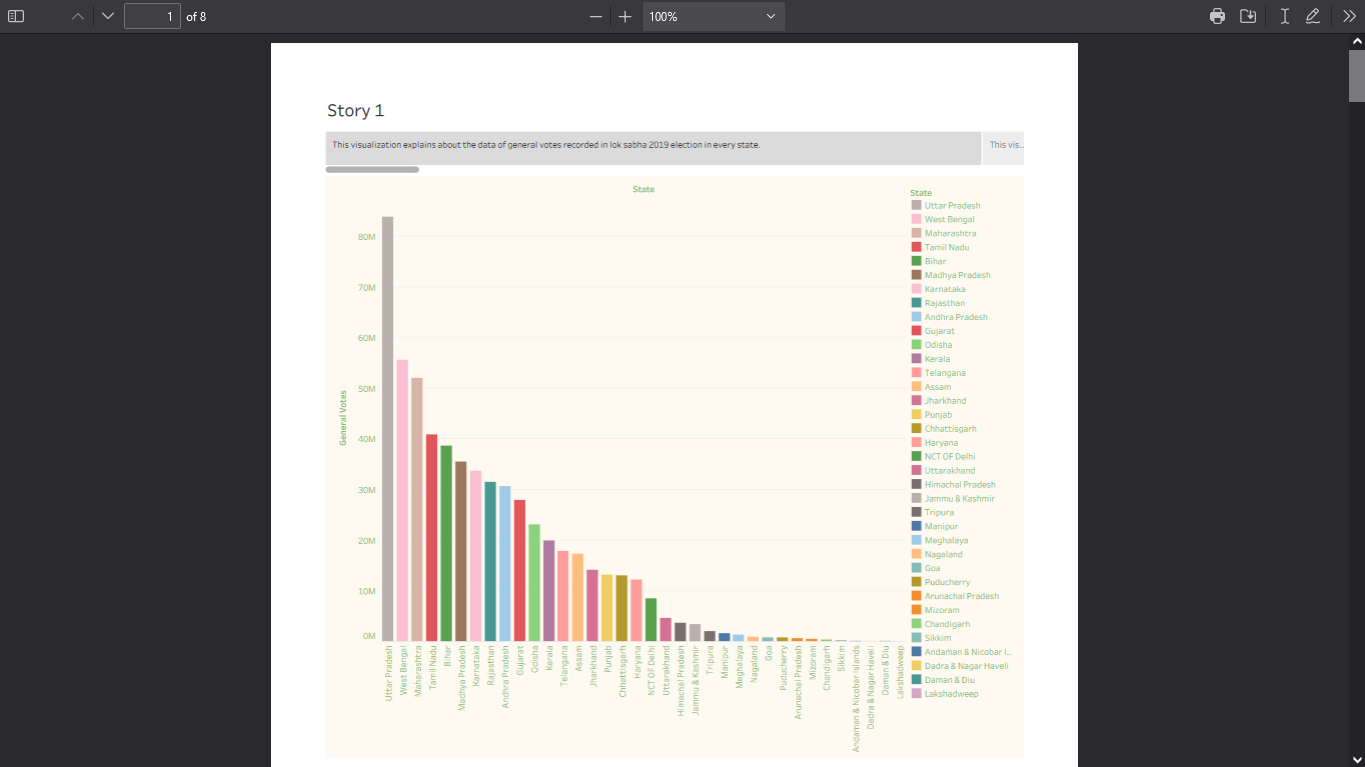 1 of 8
100%
Story 1
This visualization explains about the data of general votes recorded in lok sabha 2019 election in every state.
This vis..
State
80M
70M
60M
50M
40M
30M
20M
10M
0M
General Votes
Uttar Pradesh
West Bengal
Maharashtra
Tamil Nadu
Bihar
Madhya Pradesh
Karnataka
Rajasthan
Andhra Pradesh
Gujarat
Odisha
Kerala
Telangana
Assam
Jharkhand
Punjab
Chhattisgarh
Haryana
NCT OF Delhi
Uttarakhand
Himachal Pradesh
Jammu & Kashmir
Tripura
Manipur
Meghalaya
Nagaland
Goa
Puducherry
Arunachal Pradesh
Mizoram
Chandigarh
Sikkim
Andaman & Nicobar Islands
Dadra & Nagar Haveli
Daman & Diu
Lakshadweep
State
Uttar Pradesh
West Bengal
Maharashtra
Tamil Nadu
Bihar
Madhya Pradesh
Karnataka
Rajasthan
Andhra Pradesh
Gujarat
Odisha
Kerala
Telangana
Assam
Jharkhand
Punjab
Chhattisgarh
Haryana
NCT OF Delhi
Uttarakhand
Himachal Pradesh
Jammu & Kashmir
Tripura
Manipur
Meghalaya
Nagaland
Goa
Puducherry
Arunachal Pradesh
Mizoram
Chandigarh
Sikkim
Andaman & Nicobar I...
Dadra & Nagar Haveli
Daman & Diu
Lakshadweep